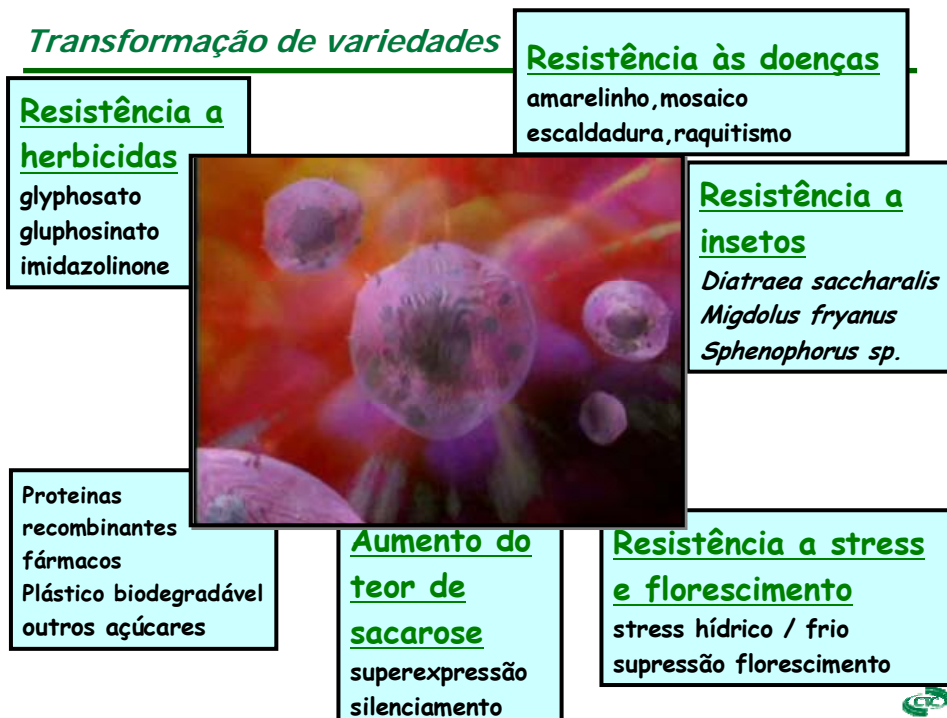 Transformação de variedades
Resistência às doenças
amarelinho,mosaico
escaldadura,raquitismo
Resistência a
herbicidas
glyphosato
gluphosinato
imidazolinone
Resistência a
insetos
Diatraea saccharalis
Migdolus fryanus
Sphenophorus sp.
Proteinas
recombinantes
fármacos
Plástico biodegradável
outros açúcares
Aumento do
teor de
sacarose
superexpressão
silenciamento
Resistência a stress
e florescimento
stress hídrico / frio
supressão florescimento
CTC